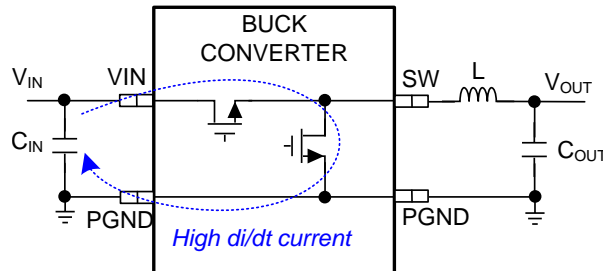 BUCK
CONVERTER
VIN
VIN
SW
L
VOUT
CIN
COUT
PGND
PGND
High di/dt current